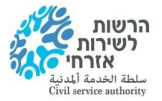 הרשות
לשירות
אזרחי
سلطة الخدمة المدنية
Civil service authority